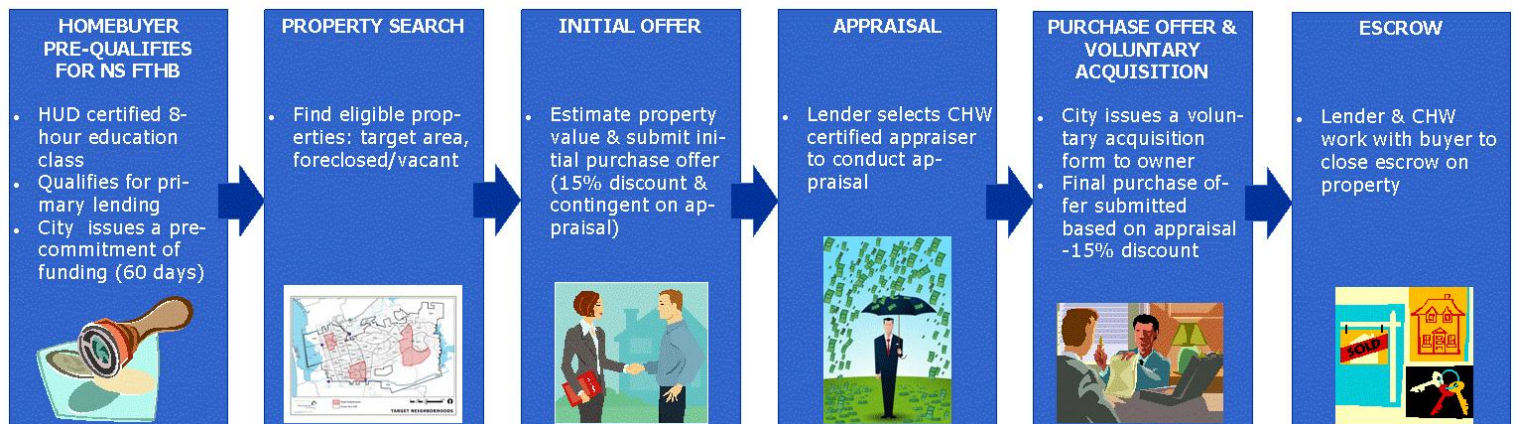 HOMEBUYER
PRE-QUALIFIES
FOR NS FTHB
• HUD certified 8-
hour education
class
• Qualifies for pri-
mary lending
• City issues a pre-
commitment of
funding (60 days)
PROPERTY SEARCH
• Find eligible prop-
erties: target area,
foreclosed/vacant
TARGET NEIGHBORHOODS
INITIAL OFFER
• Estimate property
value & submit ini-
tial purchase offer
(15% discount &
contingent on ap-
praisal)
APPRAISAL
• Lender selects CHW
certified appraiser
to conduct ap-
praisal
PURCHASE OFFER &
VOLUNTARY
ACQUISITION
• City issues a volun-
tary acquisition
form to owner
• Final purchase of-
fer submitted
based on appraisal
-15% discount
ESCROW
• Lender & CHW
work with buyer to
close escrow on
property
SOLD